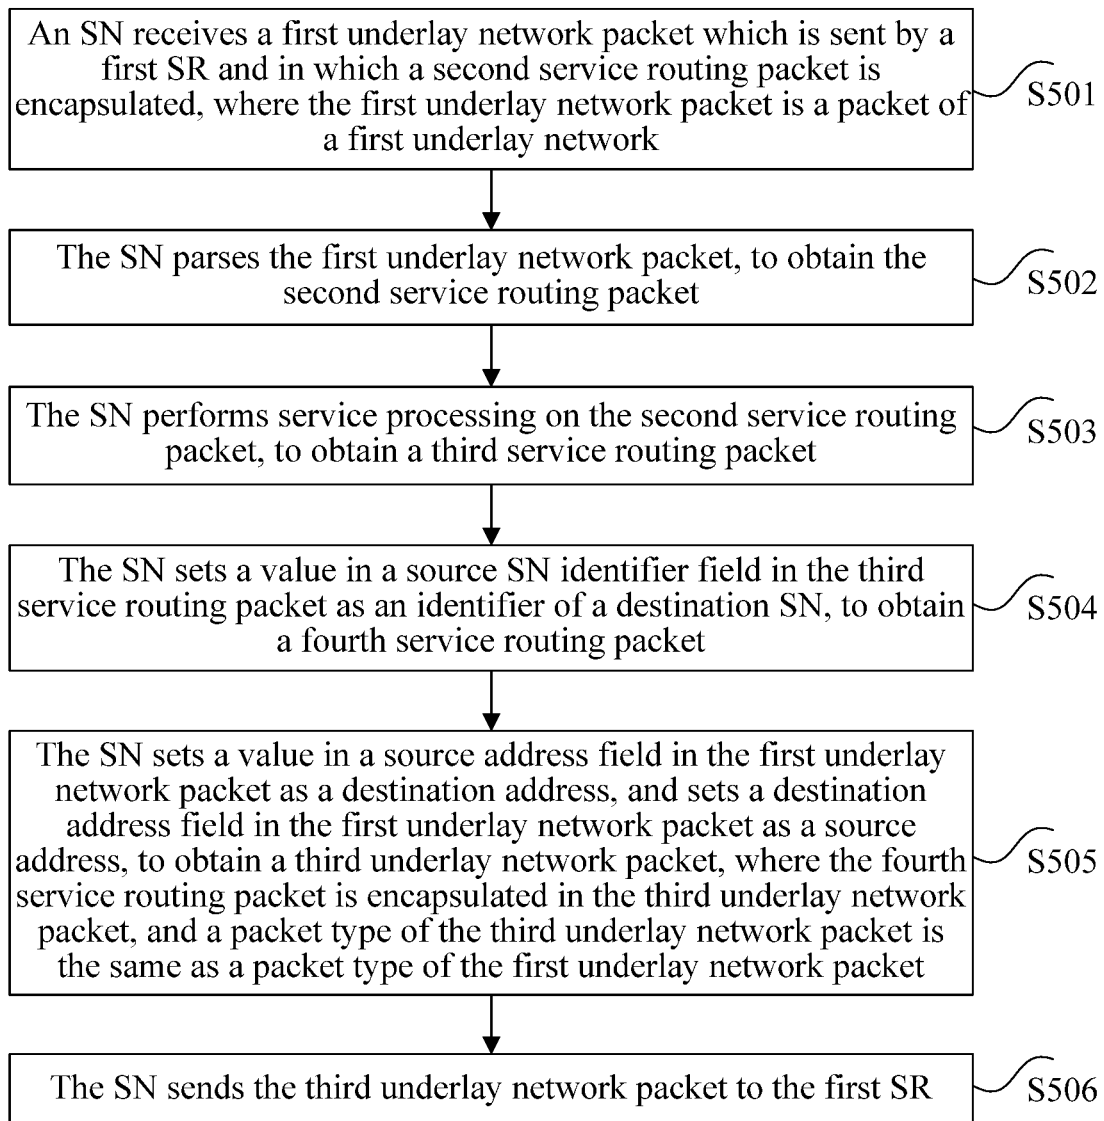 An SN receives a first underlay network packet which is sent by a
first SR and in which a second service routing packet is
encapsulated, where the first underlay network packet is a packet of
a first underlay network
S501
The SN parses the first underlay network packet, to obtain the
second service routing packet
S502
The SN performs service processing on the second service routing
packet, to obtain a third service routing packet
S503
The SN sets a value in a source SN identifier field in the third
service routing packet as an identifier of a destination SN, to obtain
a fourth service routing packet
S504
The SN sets a value in a source address field in the first underlay
network packet as a destination address, and sets a destination
address field in the first underlay network packet as a source
address, to obtain a third underlay network packet, where the fourth
service routing packet is encapsulated in the third underlay network
packet, and a packet type of the third underlay network packet is
the same as a packet type of the first underlay network packet
S505
The SN sends the third underlay network packet to the first SR
S506